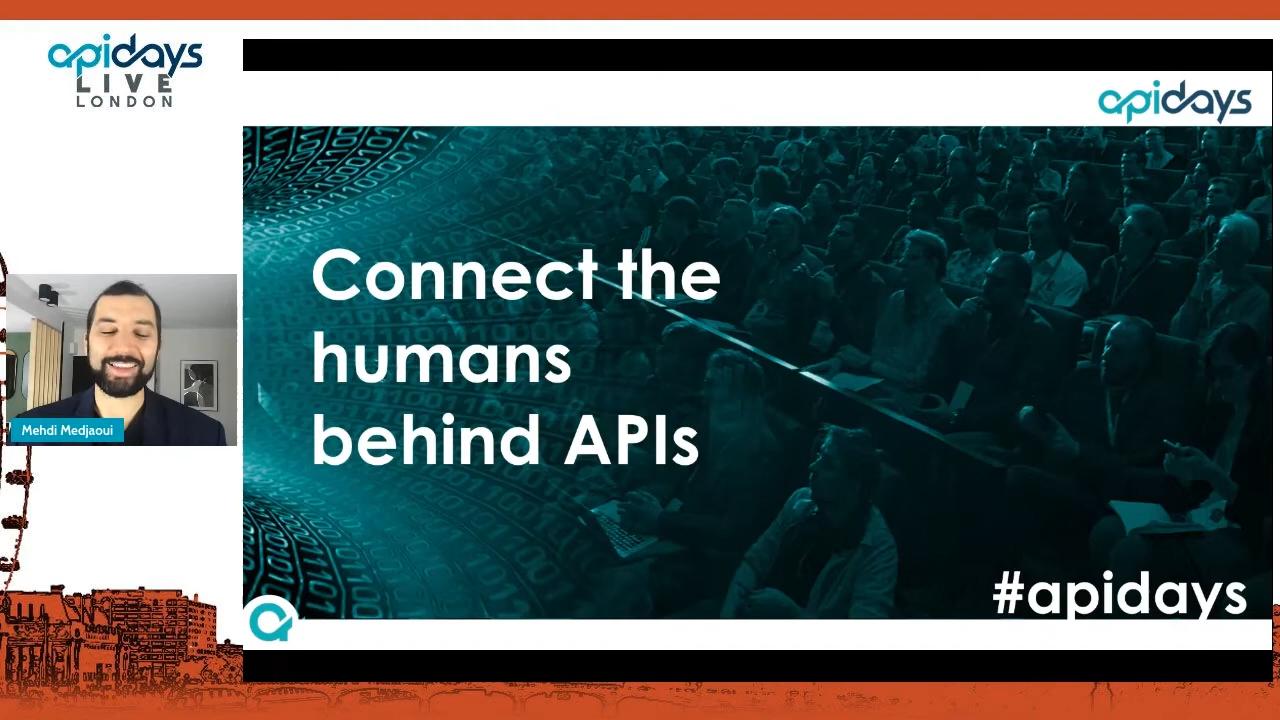 apidays
LIVE
LONDON
apidays
Connect the
humans
behind APIs
Mehdi Medjaoui
#apidays